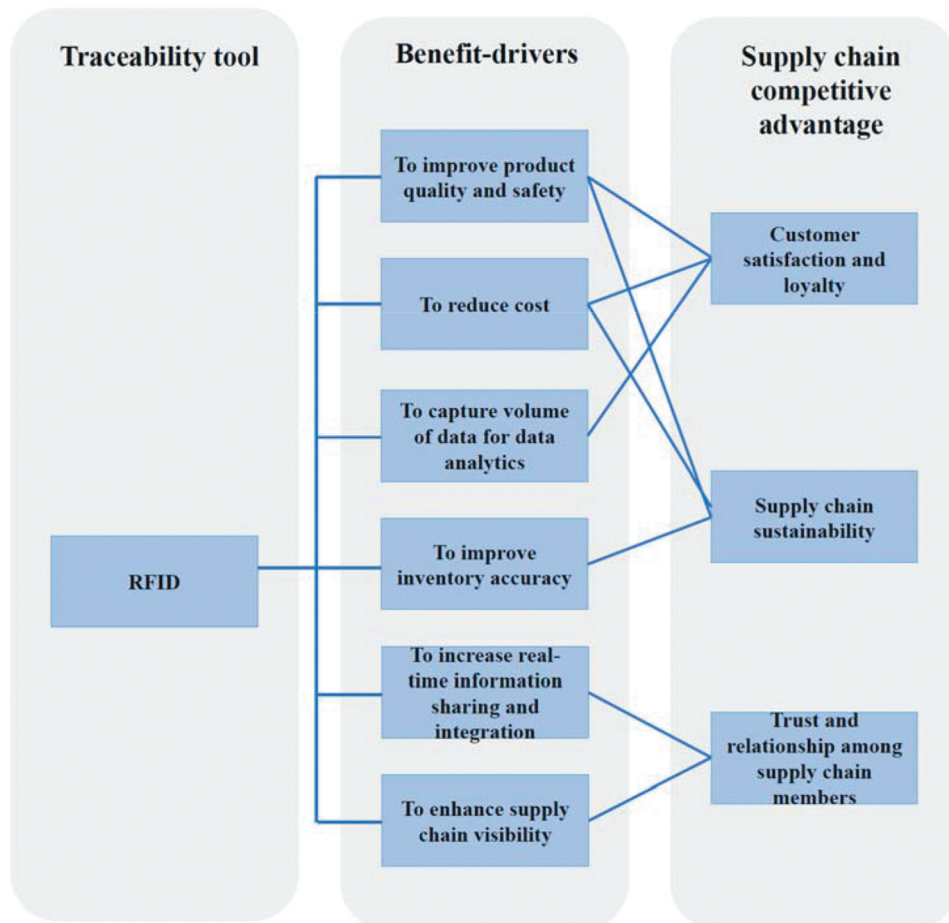 Traceability tool
RFID
Benefit-drivers
To improve product
quality and safety
To reduce cost
To capture volume
of data for data
analytics
To improve
inventory accuracy
To increase real-
time information
sharing and
integration
To enhance supply
chain visibility
Supply chain
competitive
advantage
Customer
satisfaction and
loyalty
Supply chain
sustainability
Trust and
relationship among
supply chain
members